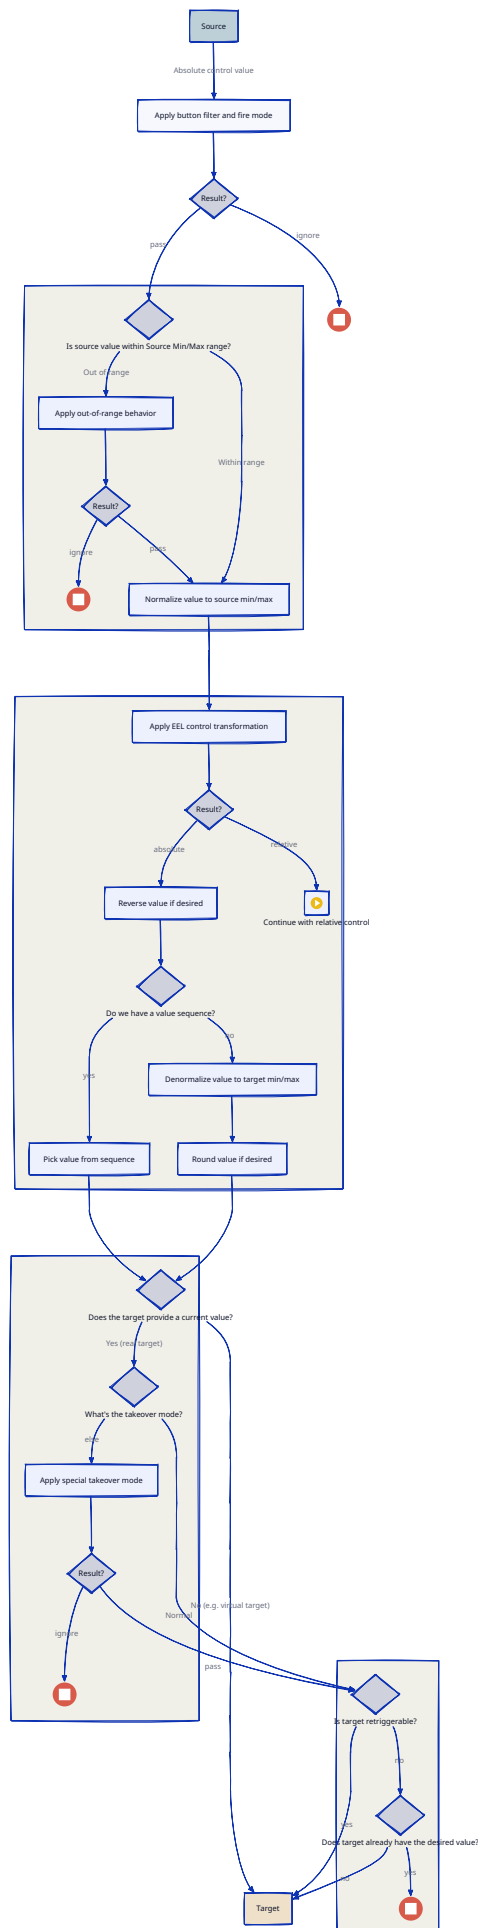 Source
Absolute control value
Apply button filter and fire mode
Result?
pass
ignore
Is source value within Source Min/Max range?
Out of range
Apply out-of-range behavior
Within range
Result?
ignore
pass
Normalize value to source min/max
Apply EEL control transformation
Result?
absolute
relative
Reverse value if desired
Continue with relative control
Do we have a value sequence?
yes
no
Denormalize value to target min/max
Pick value from sequence
Round value if desired
Does the target provide a current value?
Yes (real target)
What's the takeover mode?
else
Apply special takeover mode
Result?
No (e.g. virtual target)
Normal
ignore
pass
Is target retriggerable?
no
yes
Does target already have the desired value?
no
yes
Target